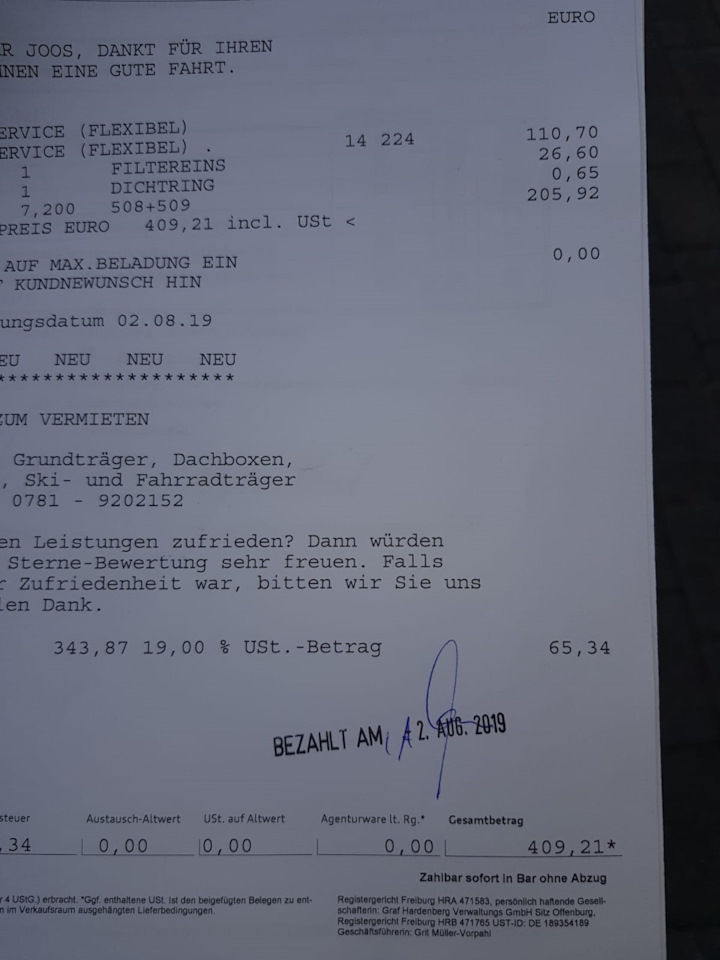 EURO
R JOOS, DANKT FÜR IHREN
NEN EINE GUTE FAHRT.
ERVICE (FLEXIBEL) 14 224 110,70
ERVICE (FLEXIBEL) .
1 FILTEREINS 26,60
1 DICHTRING 0,65
7,200 508+509 205,92
PREIS EURO 409,21 incl. USt <
AUF MAX.BELADUNG EIN 0,00
KUNDNEWUNSCH HIN
ungsdatum 02.08.19
EU NEU NEU NEU
********************
ZUM VERMIETEN
Grundträger, Dachboxen,
, Ski- und Fahrradträger
0781 - 9202152
en Leistungen zufrieden? Dann würden
Sterne-Bewertung sehr freuen. Falls
r Zufriedenheit war, bitten wir Sie uns
len Dank.
343,87 19,00 % USt.-Betrag 65,34
BEZAHLT AM 2. AUG. 2019
steuer Austausch-Altwert USt. auf Altwert Agenturware lt. Rg.* Gesamtbetrag
,34 0,00 0,00 0,00 409,21*
Zahlbar sofort in Bar ohne Abzug
r 4 UStG.) erbracht. *Ggf. enthaltene USt. ist den beigefügten Belegen zu ent-
n im Verkaufsraum ausgehängten Lieferbedingungen.
Registergericht Freiburg HRA 471583, persönlich haftende Gesell-
schafterin: Graf Hardenberg Verwaltungs GmbH Sitz Offenburg,
Registergericht Freiburg HRB 471765 UST-ID: DE 189354189
Geschäftsführerin: Grit Müller-Vorpahl